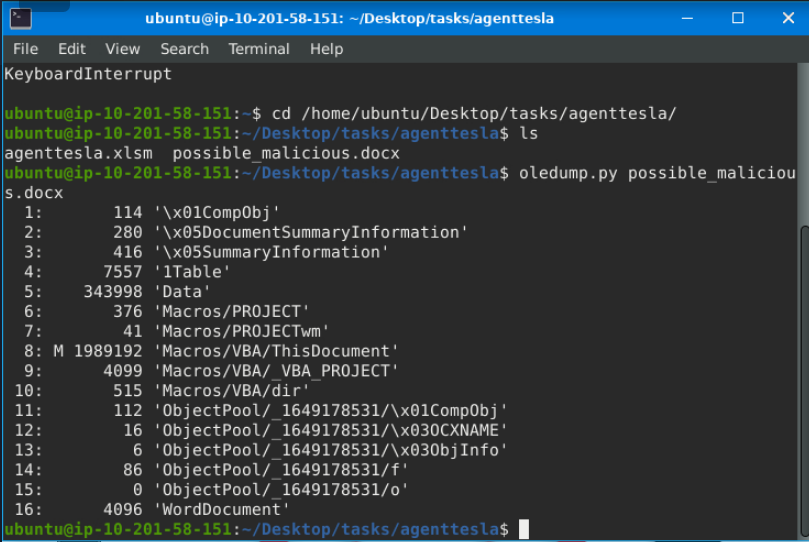 ubuntu@ip-10-201-58-151: ~/Desktop/tasks/agenttesla
File Edit View Search Terminal Help
KeyboardInterrupt
ubuntu@ip-10-201-58-151:~$ cd /home/ubuntu/Desktop/tasks/agenttesla/
ubuntu@ip-10-201-58-151:~/Desktop/tasks/agenttesla$ ls
agenttesla.xlsm  possible_malicious.docx
ubuntu@ip-10-201-58-151:~/Desktop/tasks/agenttesla$ oledump.py possible_maliciou
s.docx
  1:       114 '\x01CompObj'
  2:       280 '\x05DocumentSummaryInformation'
  3:       416 '\x05SummaryInformation'
  4:      7557 '1Table'
  5:    343998 'Data'
  6:       376 'Macros/PROJECT'
  7:        41 'Macros/PROJECTwm'
  8: M 1989192 'Macros/VBA/ThisDocument'
  9:      4099 'Macros/VBA/_VBA_PROJECT'
 10:       515 'Macros/VBA/dir'
 11:       112 'ObjectPool/_1649178531/\x01CompObj'
 12:        16 'ObjectPool/_1649178531/\x03OCXNAME'
 13:         6 'ObjectPool/_1649178531/\x03ObjInfo'
 14:        86 'ObjectPool/_1649178531/f'
 15:         0 'ObjectPool/_1649178531/o'
 16:      4096 'WordDocument'
ubuntu@ip-10-201-58-151:~/Desktop/tasks/agenttesla$